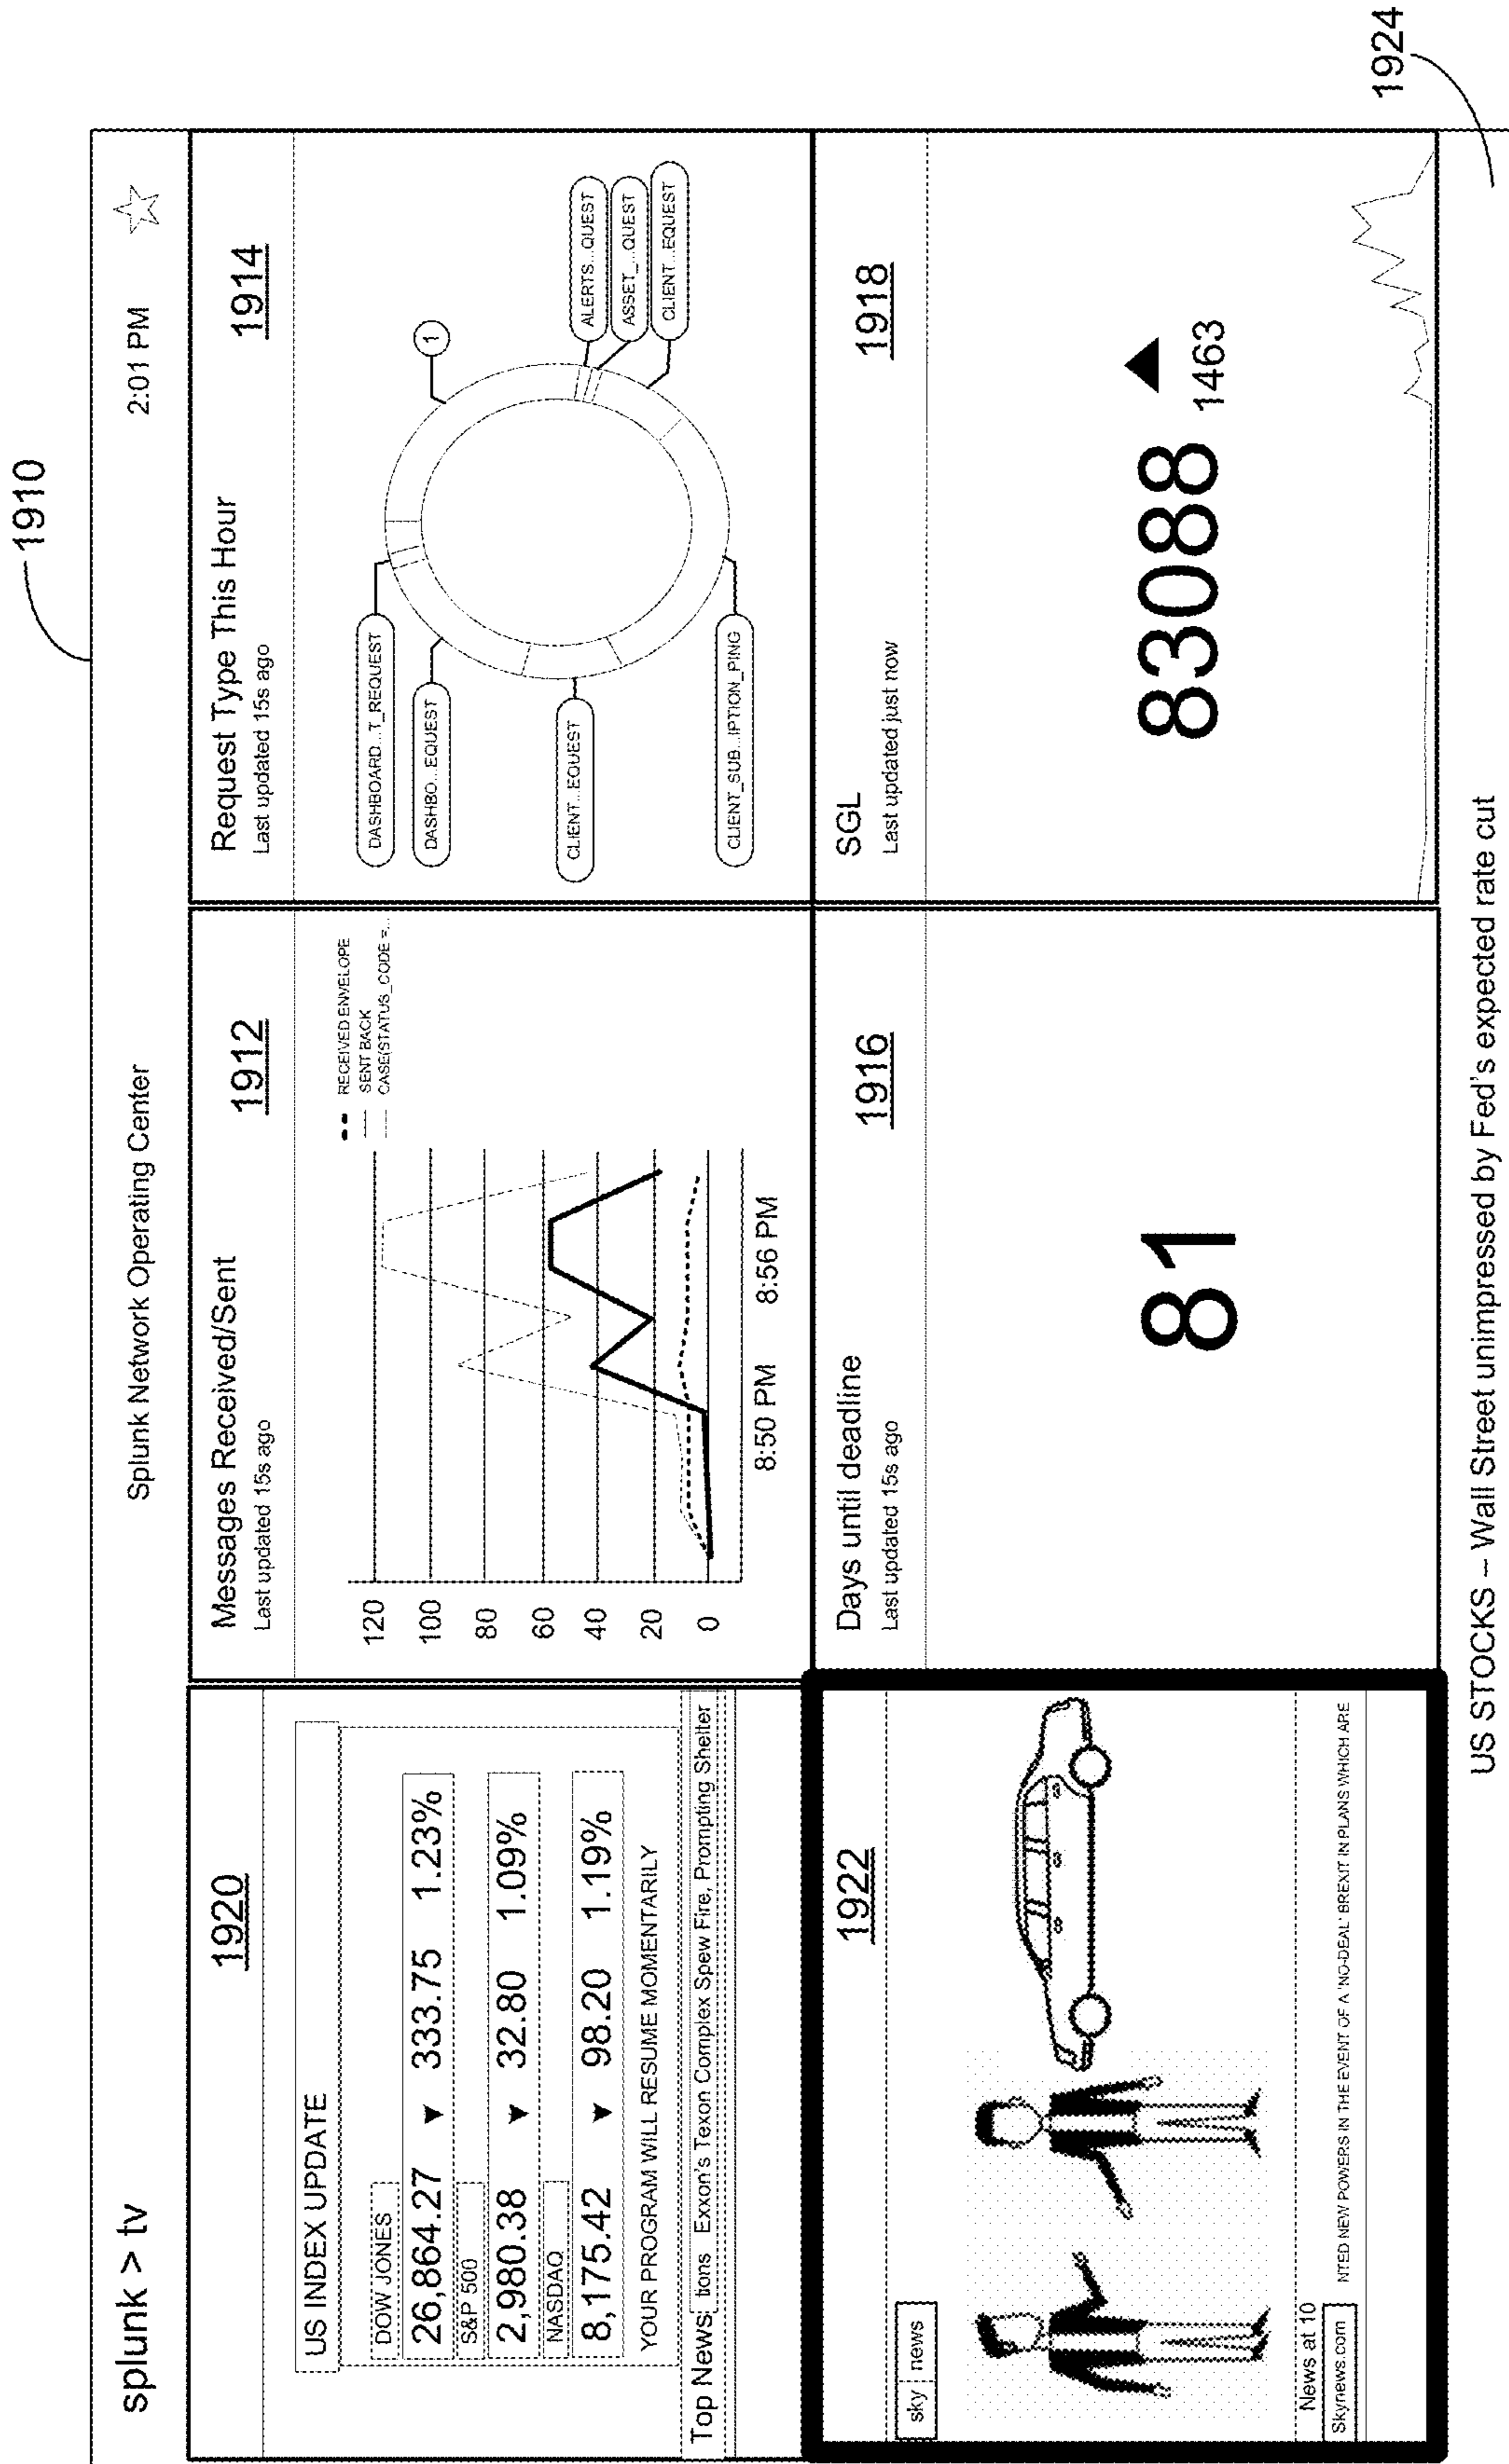 1910
splunk > tv
Splunk Network Operating Center
2:01 PM
1920
US INDEX UPDATE
DOW JONES
26,864.27 ▼ 333.75 1.23%
S&P 500
2,980.38 ▼ 32.80 1.09%
NASDAQ
8,175.42 ▼ 98.20 1.19%
YOUR PROGRAM WILL RESUME MOMENTARILY
Top News tions Exxon's Texon Complex Spew Fire, Prompting Shelter
Messages Received/Sent
Last updated 15s ago
1912
RECEIVED ENVELOPE
SENT BACK
CASE(STATUS_CODE =...
120
100
80
60
40
20
0
8:50 PM
8:56 PM
Request Type This Hour
Last updated 15s ago
1914
DASHBOARD...T_REQUEST
DASHBO...EQUEST
CLIENT...EQUEST
CLIENT_SUB...IPTION_PING
1
ALERTS...QUEST
ASSET_...QUEST
CLIENT...EQUEST
1922
sky news
News at 10
Skynews.com
NTED NEW POWERS IN THE EVENT OF A 'NO-DEAL' BREXIT IN PLANS WHICH ARE
Days until deadline
Last updated 15s ago
1916
81
SGL
Last updated just now
1918
83088 ▲
1463
US STOCKS – Wall Street unimpressed by Fed's expected rate cut
1924